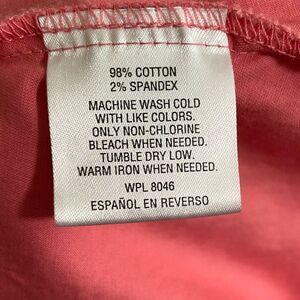 98% COTTON
2% SPANDEX
MACHINE WASH COLD
WITH LIKE COLORS.
ONLY NON-CHLORINE
BLEACH WHEN NEEDED.
TUMBLE DRY LOW.
WARM IRON WHEN NEEDED.
WPL 8046
ESPAÑOL EN REVERSO